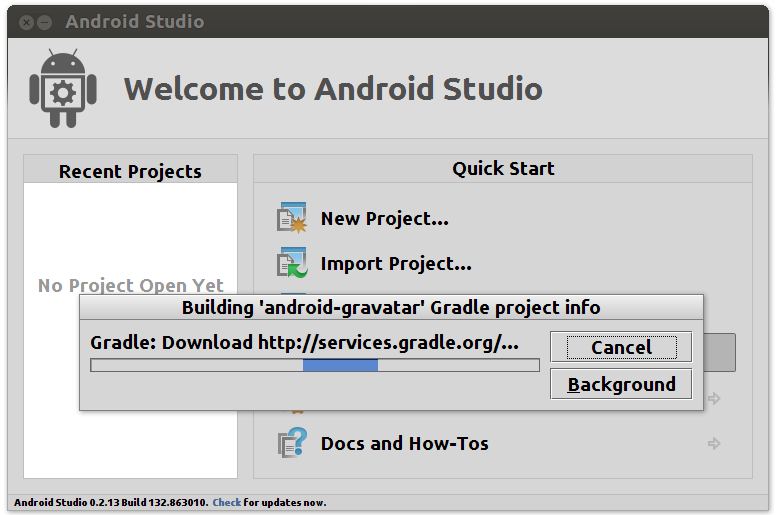 Android Studio
Welcome to Android Studio
Recent Projects
No Project Open Yet
Quick Start
New Project...
Import Project...
Building 'android-gravatar' Gradle project info
Gradle: Download http://services.gradle.org/...
Cancel
Background
Docs and How-Tos
Android Studio 0.2.13 Build 132.863010. Check for updates now.